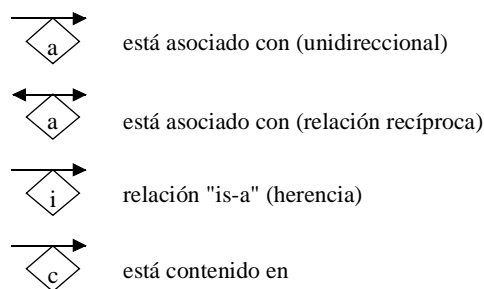 a está asociado con (unidireccional)
a está asociado con (relación recíproca)
i relación "is-a" (herencia)
c está contenido en